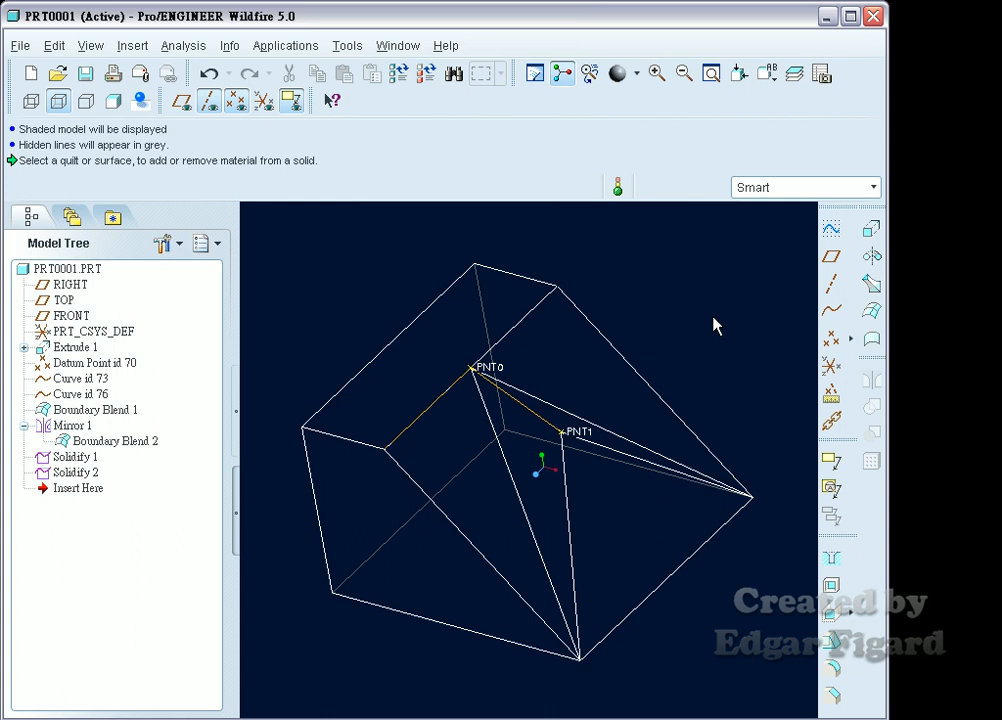 PRT0001 (Active) - Pro/ENGINEER Wildfire 5.0
File Edit View Insert Analysis Info Applications Tools Window Help
Shaded model will be displayed
Hidden lines will appear in grey.
Select a quilt or surface, to add or remove material from a solid.
Smart
Model Tree
PRT0001.PRT
RIGHT
TOP
FRONT
PRT_CSYS_DEF
Extrude 1
Datum Point id 70
Curve id 73
Curve id 76
Boundary Blend 1
Mirror 1
Boundary Blend 2
Solidify 1
Solidify 2
Insert Here
PNT0
PNT1
Created by
Edgar Figard